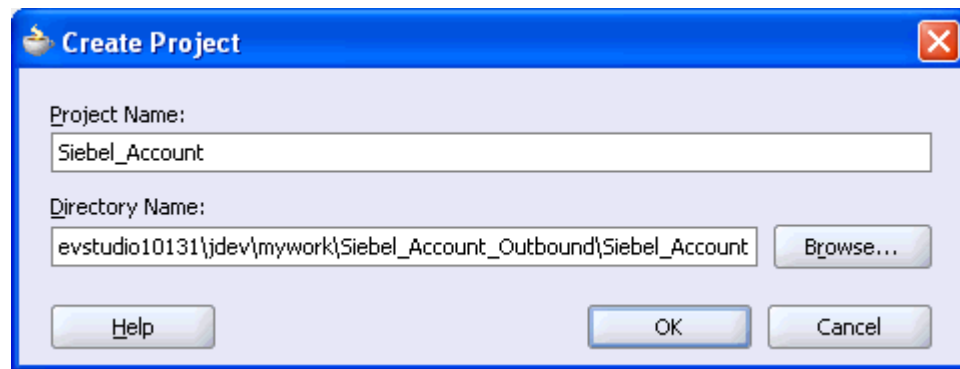 Create Project
Project Name:
Siebel_Account
Directory Name:
evstudio10131\jdev\mywork\Siebel_Account_Outbound\Siebel_Account
Browse...
Help
OK
Cancel